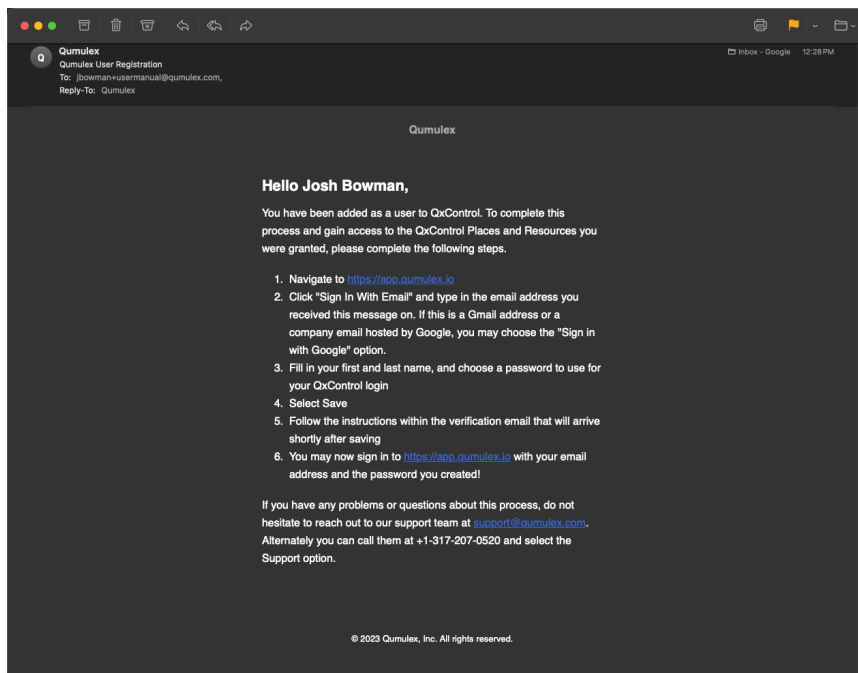 Q
Qumulex
Inbox - Google 12:28 PM
Qumulex User Registration
To: jbowman+usermanual@qumulex.com,
Reply-To: Qumulex
Qumulex
Hello Josh Bowman,
You have been added as a user to QxControl. To complete this
process and gain access to the QxControl Places and Resources you
were granted, please complete the following steps.
1. Navigate to https://app.qumulex.io
2. Click "Sign In With Email" and type in the email address you
received this message on. If this is a Gmail address or a
company email hosted by Google, you may choose the "Sign in
with Google" option.
3. Fill in your first and last name, and choose a password to use for
your QxControl login
4. Select Save
5. Follow the instructions within the verification email that will arrive
shortly after saving
6. You may now sign in to https://app.qumulex.io with your email
address and the password you created!
If you have any problems or questions about this process, do not
hesitate to reach out to our support team at support@qumulex.com.
Alternately you can call them at +1-317-207-0520 and select the
Support option.
© 2023 Qumulex, Inc. All rights reserved.